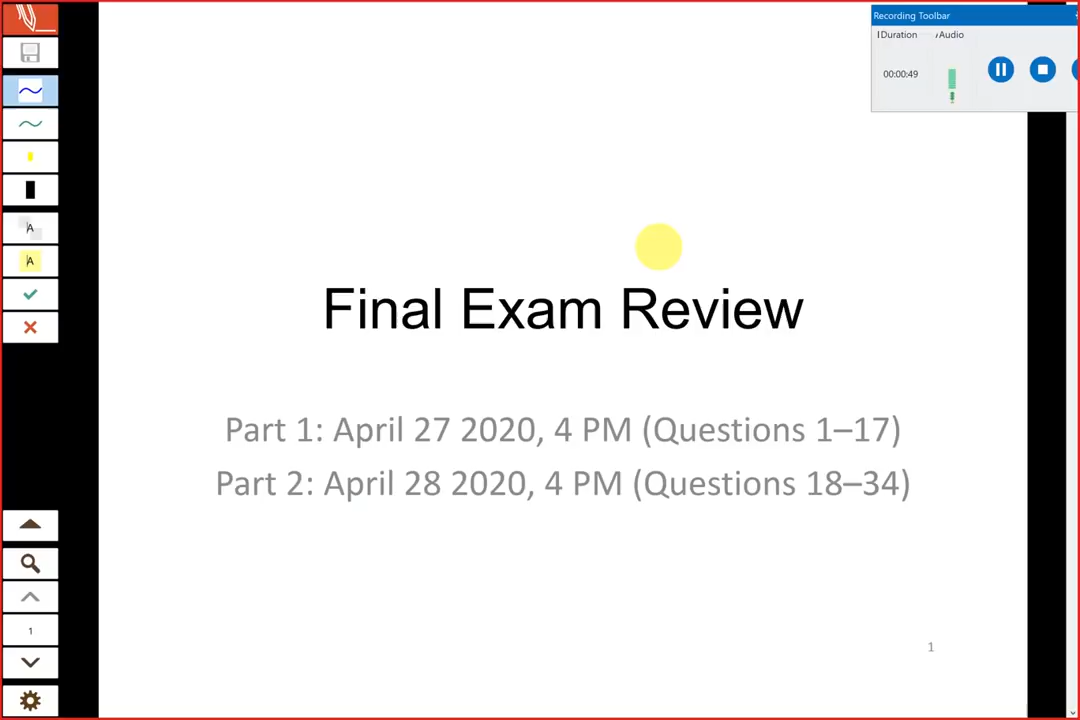 Recording Toolbar
Duration
Audio
00:00:49
A
A
Final Exam Review
Part 1: April 27 2020, 4 PM (Questions 1–17)
Part 2: April 28 2020, 4 PM (Questions 18–34)
1
1